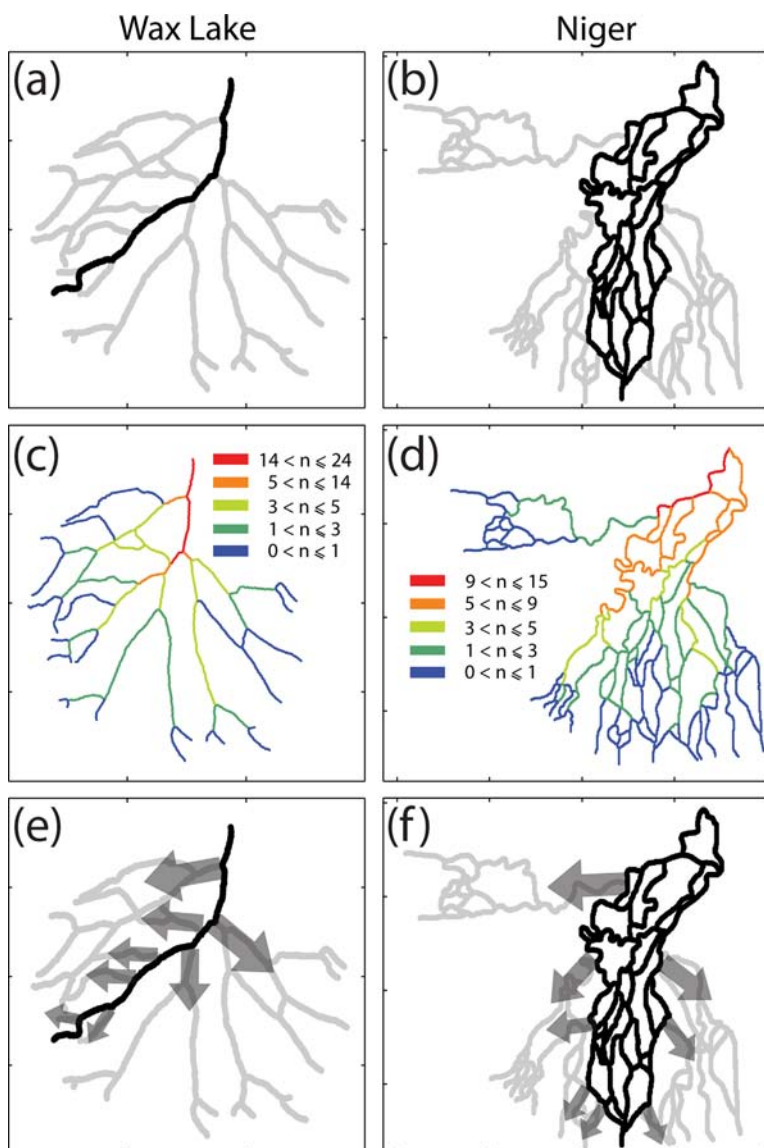 Wax Lake
Niger
(a)
(b)
(c)
14 < n ⩽ 24
5 < n ⩽ 14
3 < n ⩽ 5
1 < n ⩽ 3
0 < n ⩽ 1
(d)
9 < n ⩽ 15
5 < n ⩽ 9
3 < n ⩽ 5
1 < n ⩽ 3
0 < n ⩽ 1
(e)
(f)